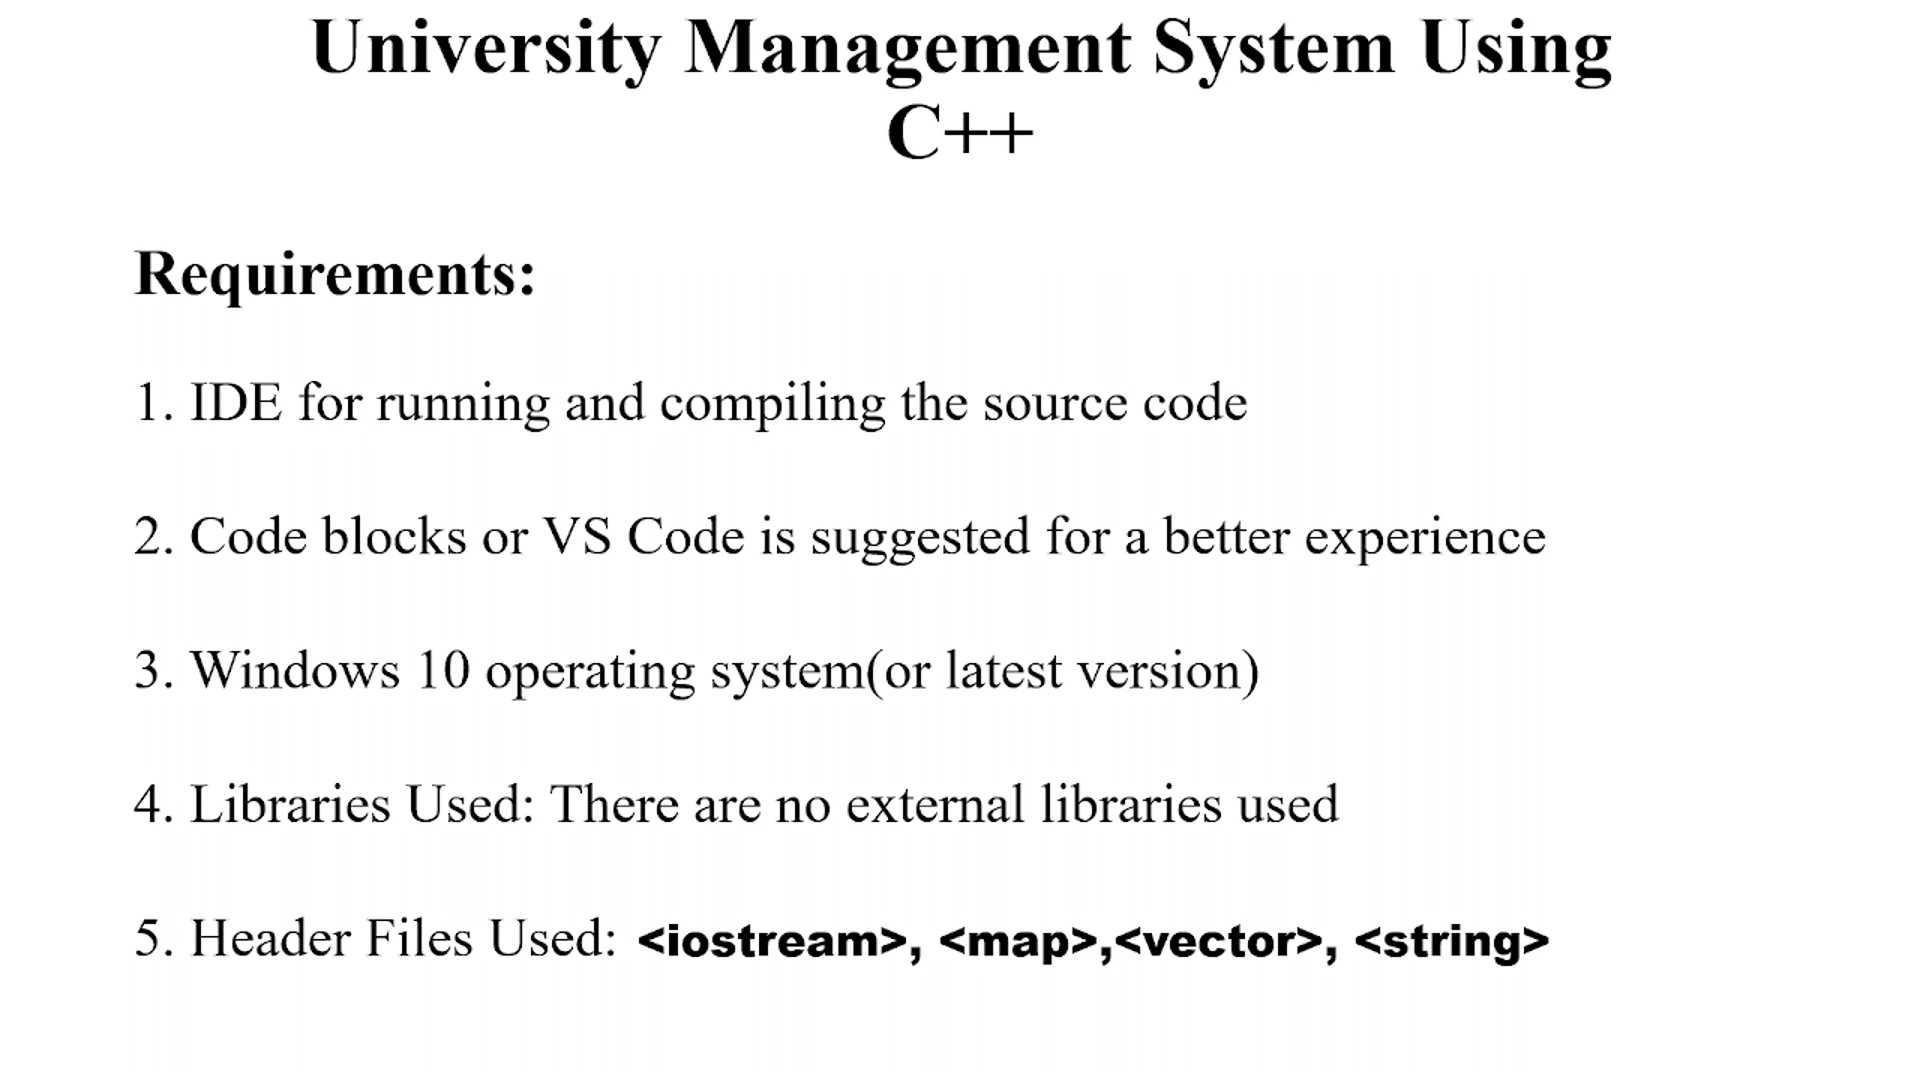 University Management System Using
C++
Requirements:
1. IDE for running and compiling the source code
2. Code blocks or VS Code is suggested for a better experience
3. Windows 10 operating system(or latest version)
4. Libraries Used: There are no external libraries used
5. Header Files Used: <iostream>, <map>,<vector>, <string>